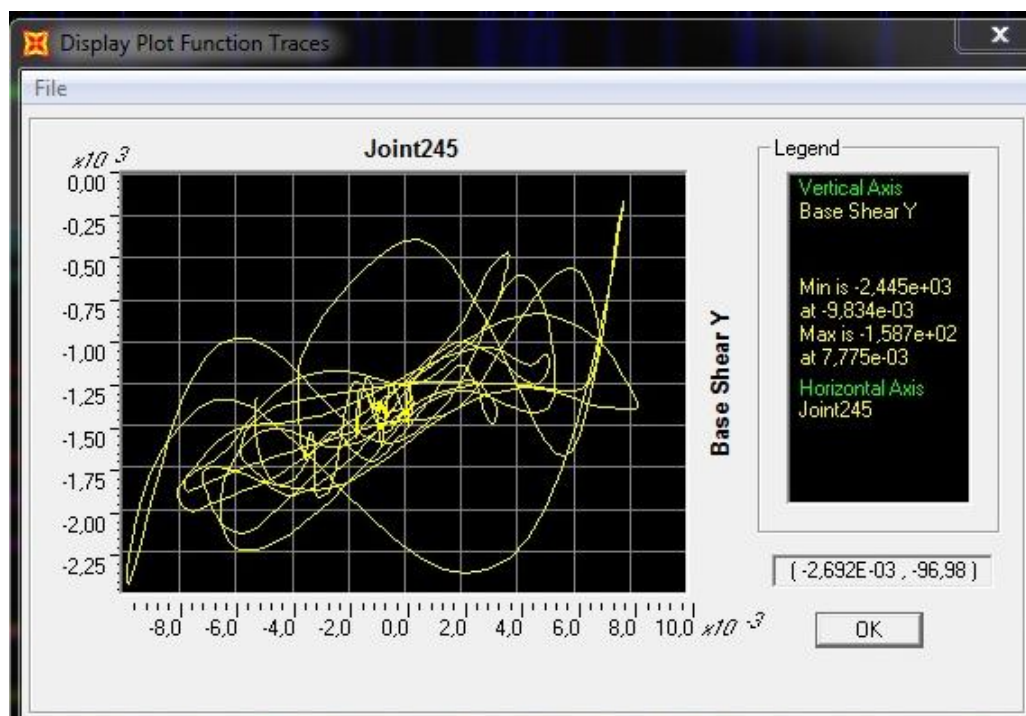 Display Plot Function Traces
File
Joint245
x10 3
0,00
-0,25
-0,50
-0,75
-1,00
-1,25
-1,50
-1,75
-2,00
-2,25
-8,0 -6,0 -4,0 -2,0 0,0 2,0 4,0 6,0 8,0 10,0 x10 -3
Base Shear Y
Legend
Vertical Axis
Base Shear Y
Min is -2,445e+03
at -9,834e-03
Max is -1,587e+02
at 7,775e-03
Horizontal Axis
Joint245
( -2,692E-03 , -96,98 )
OK